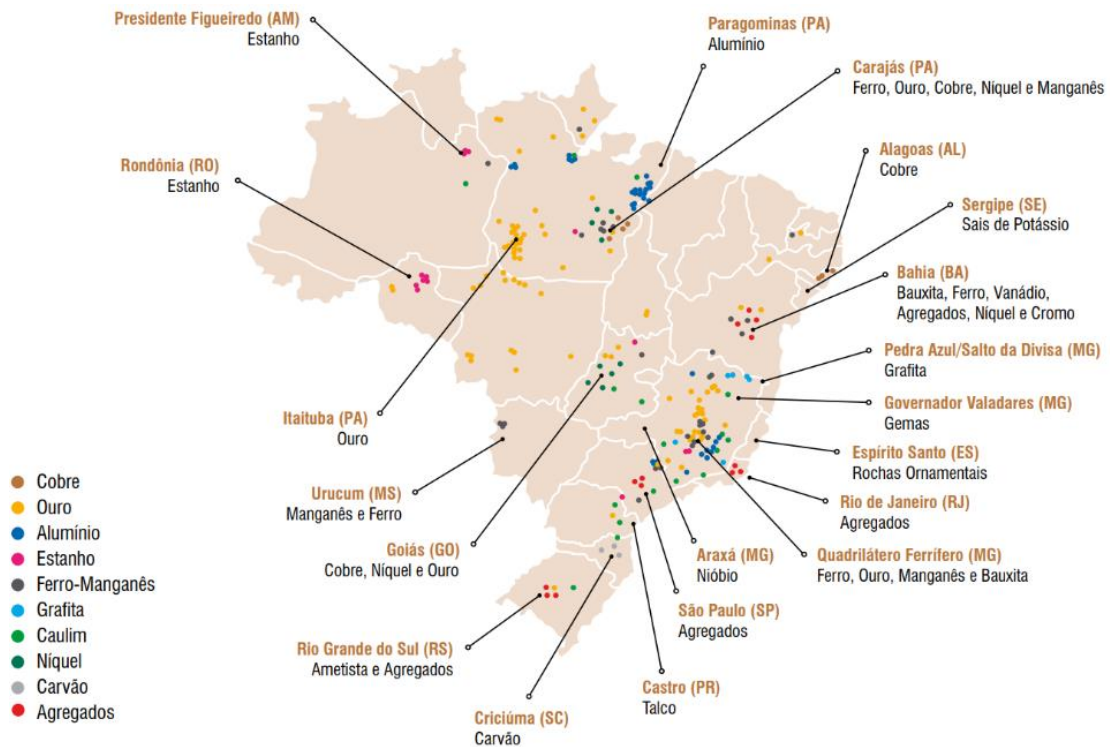 Presidente Figueiredo (AM)
Estanho
Paragominas (PA)
Alumínio
Carajás (PA)
Ferro, Ouro, Cobre, Níquel e Manganês
Rondônia (RO)
Estanho
Alagoas (AL)
Cobre
Sergipe (SE)
Sais de Potássio
Bahia (BA)
Bauxita, Ferro, Vanádio,
Agregados, Níquel e Cromo
Pedra Azul/Salto da Divisa (MG)
Grafita
Governador Valadares (MG)
Gemas
Espírito Santo (ES)
Rochas Ornamentais
Rio de Janeiro (RJ)
Agregados
Quadrilátero Ferrífero (MG)
Ferro, Ouro, Manganês e Bauxita
Itaituba (PA)
Ouro
Urucum (MS)
Manganês e Ferro
Goiás (GO)
Cobre, Níquel e Ouro
Araxá (MG)
Nióbio
São Paulo (SP)
Agregados
Rio Grande do Sul (RS)
Ametista e Agregados
Castro (PR)
Talco
Criciúma (SC)
Carvão
Cobre
Ouro
Alumínio
Estanho
Ferro-Manganês
Grafita
Caulim
Níquel
Carvão
Agregados